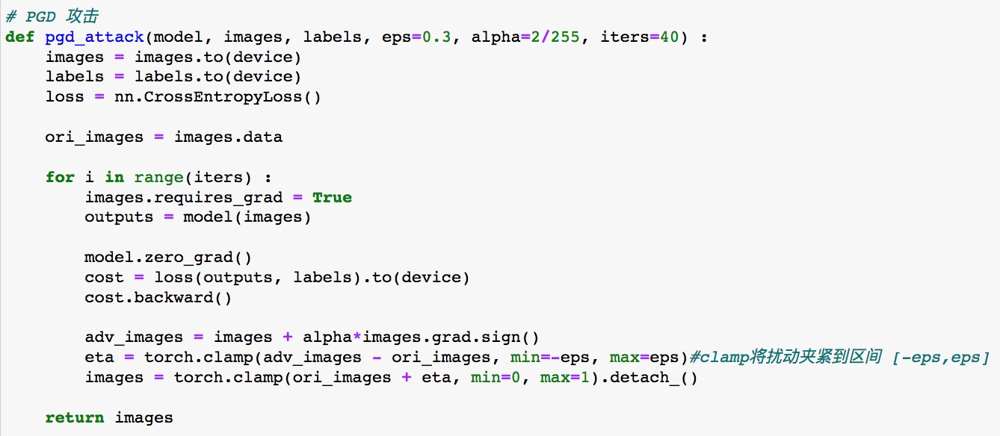 # PGD 攻击
def pgd_attack(model, images, labels, eps=0.3, alpha=2/255, iters=40) :
    images = images.to(device)
    labels = labels.to(device)
    loss = nn.CrossEntropyLoss()

    ori_images = images.data

    for i in range(iters) :
        images.requires_grad = True
        outputs = model(images)

        model.zero_grad()
        cost = loss(outputs, labels).to(device)
        cost.backward()

        adv_images = images + alpha*images.grad.sign()
        eta = torch.clamp(adv_images - ori_images, min=-eps, max=eps)#clamp将扰动夹紧到区间 [-eps,eps]
        images = torch.clamp(ori_images + eta, min=0, max=1).detach_()

    return images